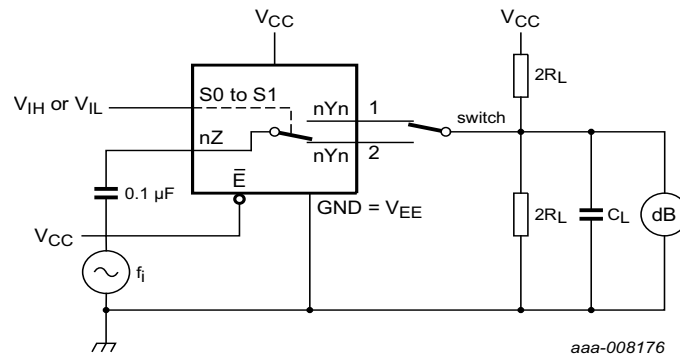 VCC
VCC
2RL
S0 to S1
VIH or VIL
nYn
1
switch
nZ
nYn
2
E̅
0.1 µF
GND = VEE
2RL
CL
dB
VCC
fi
aaa-008176